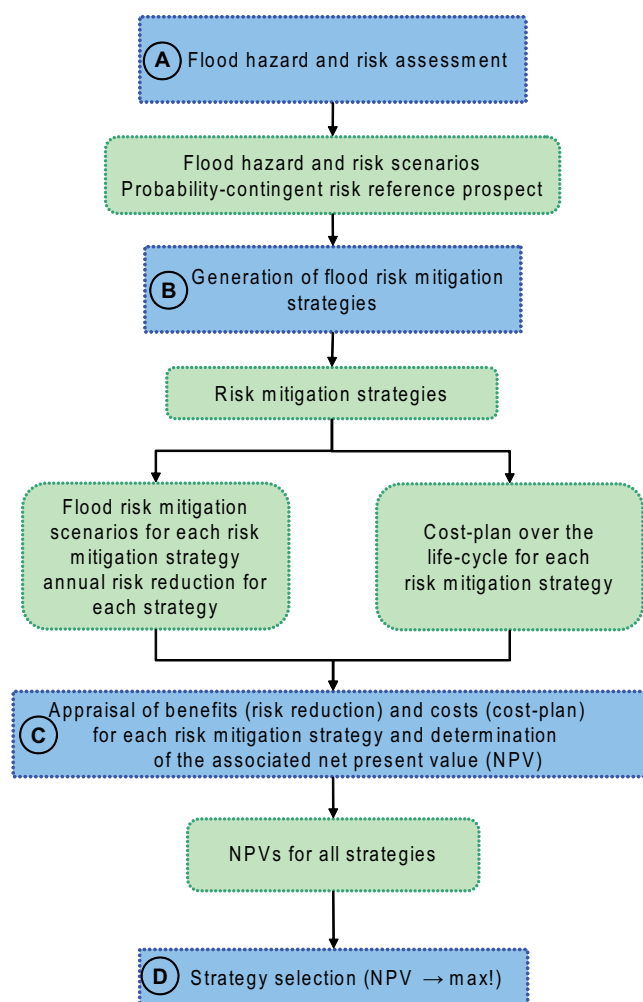 A Flood hazard and risk assessment
Flood hazard and risk scenarios
Probability-contingent risk reference prospect
B Generation of flood risk mitigation
strategies
Risk mitigation strategies
Flood risk mitigation
scenarios for each risk
mitigation strategy
annual risk reduction for
each strategy
Cost-plan over the
life-cycle for each
risk mitigation strategy
C Appraisal of benefits (risk reduction) and costs (cost-plan)
for each risk mitigation strategy and determination
of the associated net present value (NPV)
NPVs for all strategies
D Strategy selection (NPV → max!)